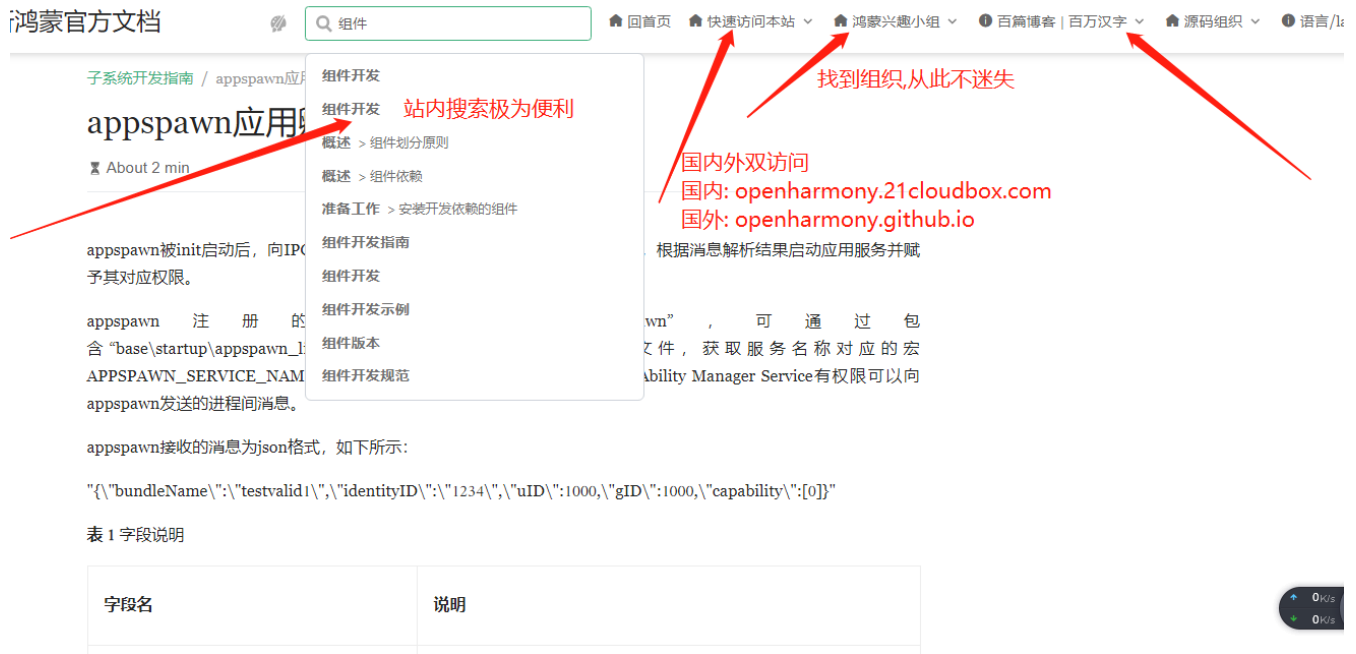 新鸿蒙官方文档
组件
回首页
快速访问本站
鸿蒙兴趣小组
百篇博客 | 百万汉字
源码组织
语言/la
子系统开发指南 / appspawn应用
appspawn应用
About 2 min
组件开发
组件开发
站内搜索极为便利
概述 > 组件划分原则
概述 > 组件依赖
准备工作 > 安装开发依赖的组件
组件开发指南
组件开发
组件开发示例
组件版本
组件开发规范
找到组织,从此不迷失
国内外双访问
国内: openharmony.21cloudbox.com
国外: openharmony.github.io
appspawn被init启动后，向IPC
根据消息解析结果启动应用服务并赋
予其对应权限。
appspawn 注 册 的
wn” ， 可 通 过 包
含 “base\startup\appspawn_li
文件，获取服务名称对应的宏
APPSPAWN_SERVICE_NAM
Ability Manager Service有权限可以向
appspawn发送的进程间消息。
appspawn接收的消息为json格式，如下所示：
"{\"bundleName\":\"testvalid1\",\"identityID\":\"1234\",\"uID\":1000,\"gID\":1000,\"capability\":[0]}"
表 1 字段说明
字段名
说明
0K/s
0K/s